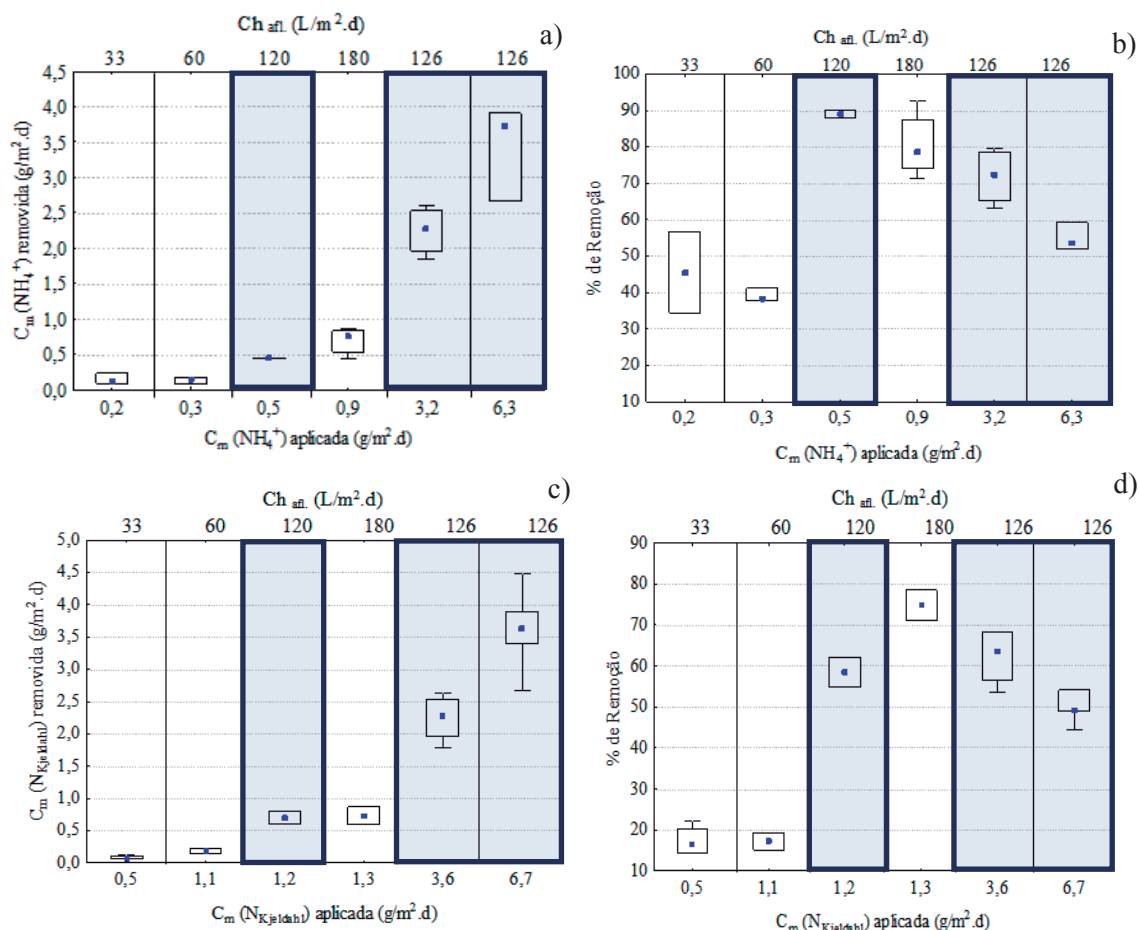 Ch afl. (L/m².d)
a)
33 60 120 180 126 126
4,5
4,0
3,5
3,0
2,5
2,0
1,5
1,0
0,5
0,0
Cm (NH4+) removida (g/m².d)
0,2 0,3 0,5 0,9 3,2 6,3
Cm (NH4+) aplicada (g/m².d)
Ch afl. (L/m².d)
b)
33 60 120 180 126 126
100
90
80
70
60
50
40
30
20
10
% de Remoção
0,2 0,3 0,5 0,9 3,2 6,3
Cm (NH4+) aplicada (g/m².d)
Ch afl. (L/m².d)
c)
33 60 120 180 126 126
5,0
4,5
4,0
3,5
3,0
2,5
2,0
1,5
1,0
0,5
0,0
Cm (NKjeldahl) removida (g/m².d)
0,5 1,1 1,2 1,3 3,6 6,7
Cm (NKjeldahl) aplicada (g/m².d)
Ch afl. (L/m².d)
d)
33 60 120 180 126 126
90
80
70
60
50
40
30
20
10
% de Remoção
0,5 1,1 1,2 1,3 3,6 6,7
Cm (NKjeldahl) aplicada (g/m².d)